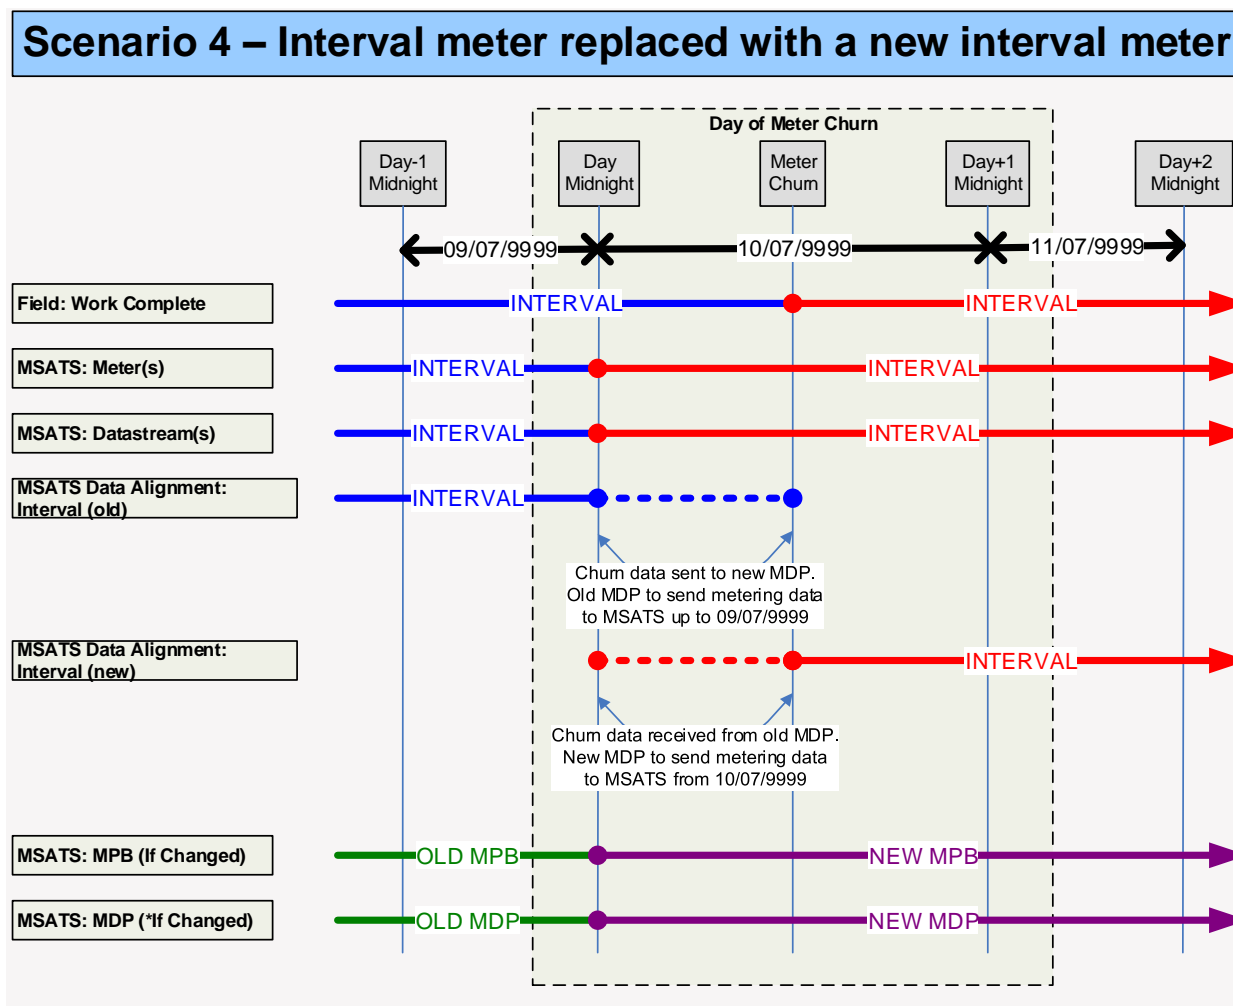 Scenario 4 – Interval meter replaced with a new interval meter
Day of Meter Churn
Day-1
Midnight
Day
Midnight
Meter
Churn
Day+1
Midnight
Day+2
Midnight
09/07/9999
10/07/9999
11/07/9999
Field: Work Complete
INTERVAL
INTERVAL
MSATS: Meter(s)
INTERVAL
INTERVAL
MSATS: Datastream(s)
INTERVAL
INTERVAL
MSATS Data Alignment:
Interval (old)
INTERVAL
Churn data sent to new MDP.
Old MDP to send metering data
to MSATS up to 09/07/9999
MSATS Data Alignment:
Interval (new)
INTERVAL
Churn data received from old MDP.
New MDP to send metering data
to MSATS from 10/07/9999
MSATS: MPB (If Changed)
OLD MPB
NEW MPB
MSATS: MDP (*If Changed)
OLD MDP
NEW MDP